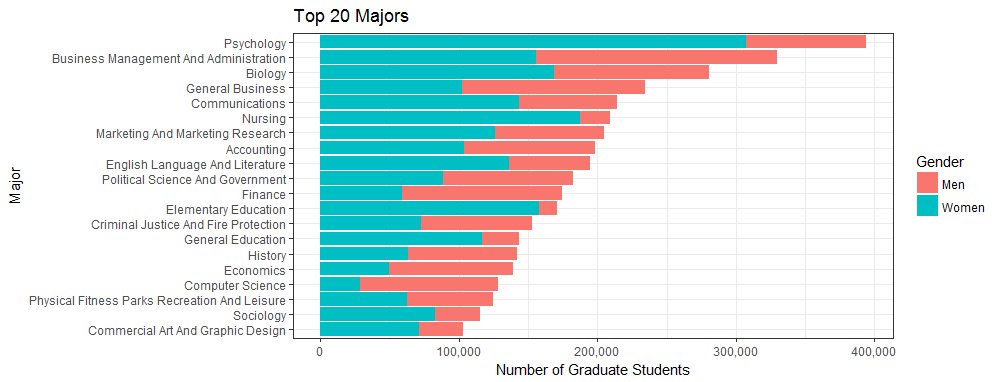 Top 20 Majors
Major
Psychology
Business Management And Administration
Biology
General Business
Communications
Nursing
Marketing And Marketing Research
Accounting
English Language And Literature
Political Science And Government
Finance
Elementary Education
Criminal Justice And Fire Protection
General Education
History
Economics
Computer Science
Physical Fitness Parks Recreation And Leisure
Sociology
Commercial Art And Graphic Design
0 100,000 200,000 300,000 400,000
Number of Graduate Students
Gender
Men
Women